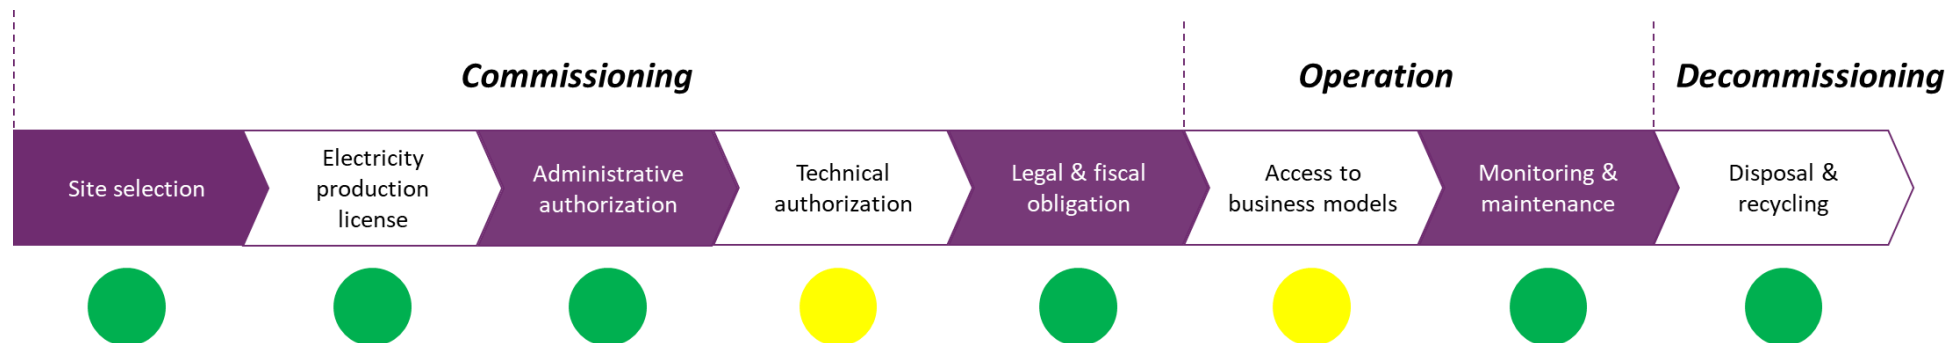 Commissioning
Operation
Decommissioning
Site selection
Electricity
production
license
Administrative
authorization
Technical
authorization
Legal & fiscal
obligation
Access to
business models
Monitoring &
maintenance
Disposal &
recycling